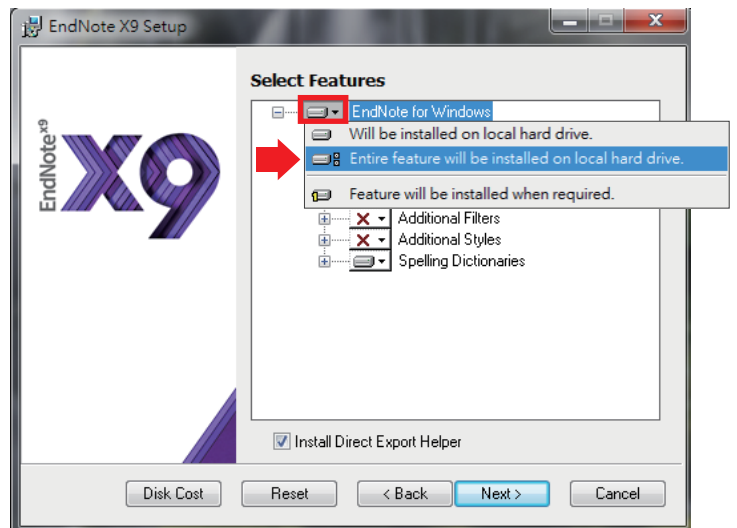 EndNote X9 Setup
Select Features
EndNote for Windows
Will be installed on local hard drive.
Entire feature will be installed on local hard drive.
Feature will be installed when required.
Additional Filters
Additional Styles
Spelling Dictionaries
EndNote X9
X9
Install Direct Export Helper
Disk Cost
Reset
< Back
Next >
Cancel